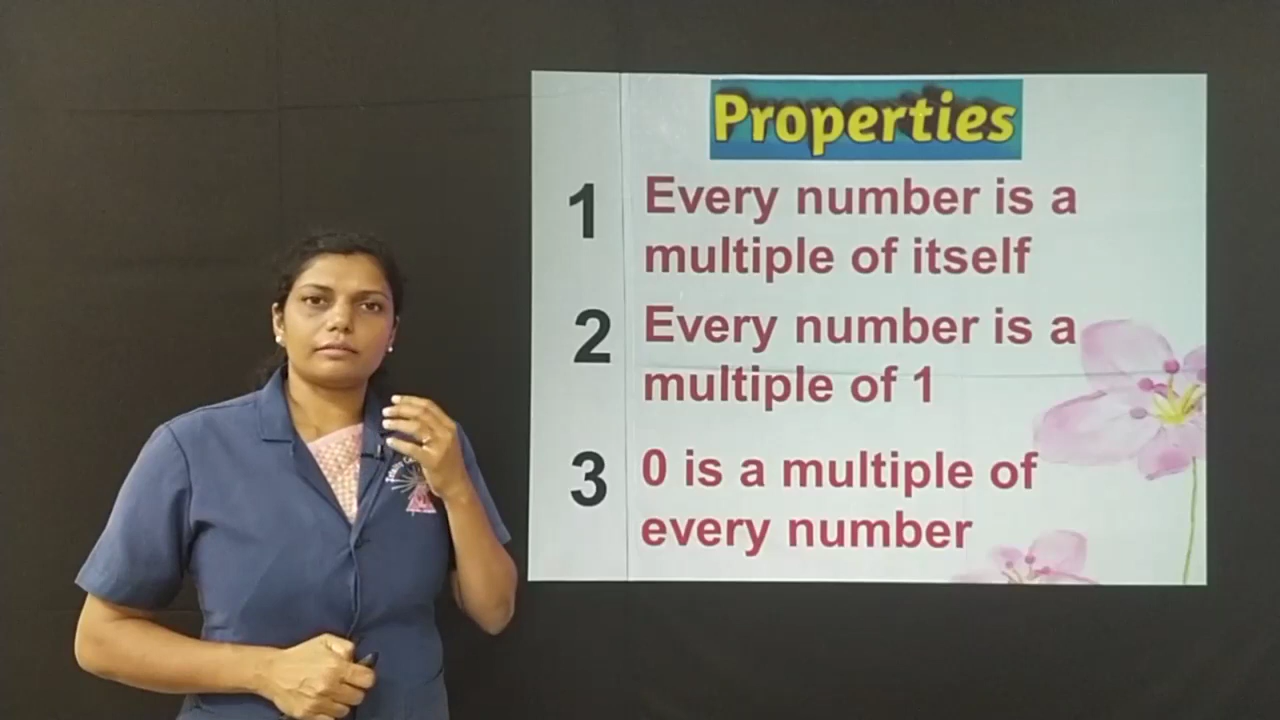 Properties
1 Every number is a
multiple of itself
2 Every number is a
multiple of 1
3 0 is a multiple of
every number